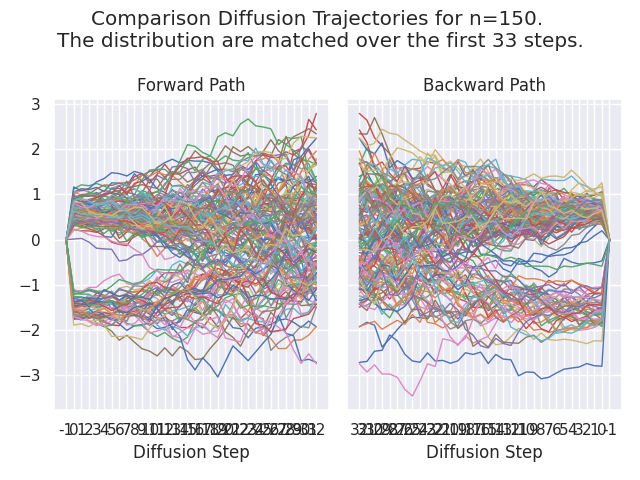 Comparison Diffusion Trajectories for n=150.
The distribution are matched over the first 33 steps.
Forward Path
Backward Path
3
2
1
0
−1
−2
−3
Diffusion Step
Diffusion Step